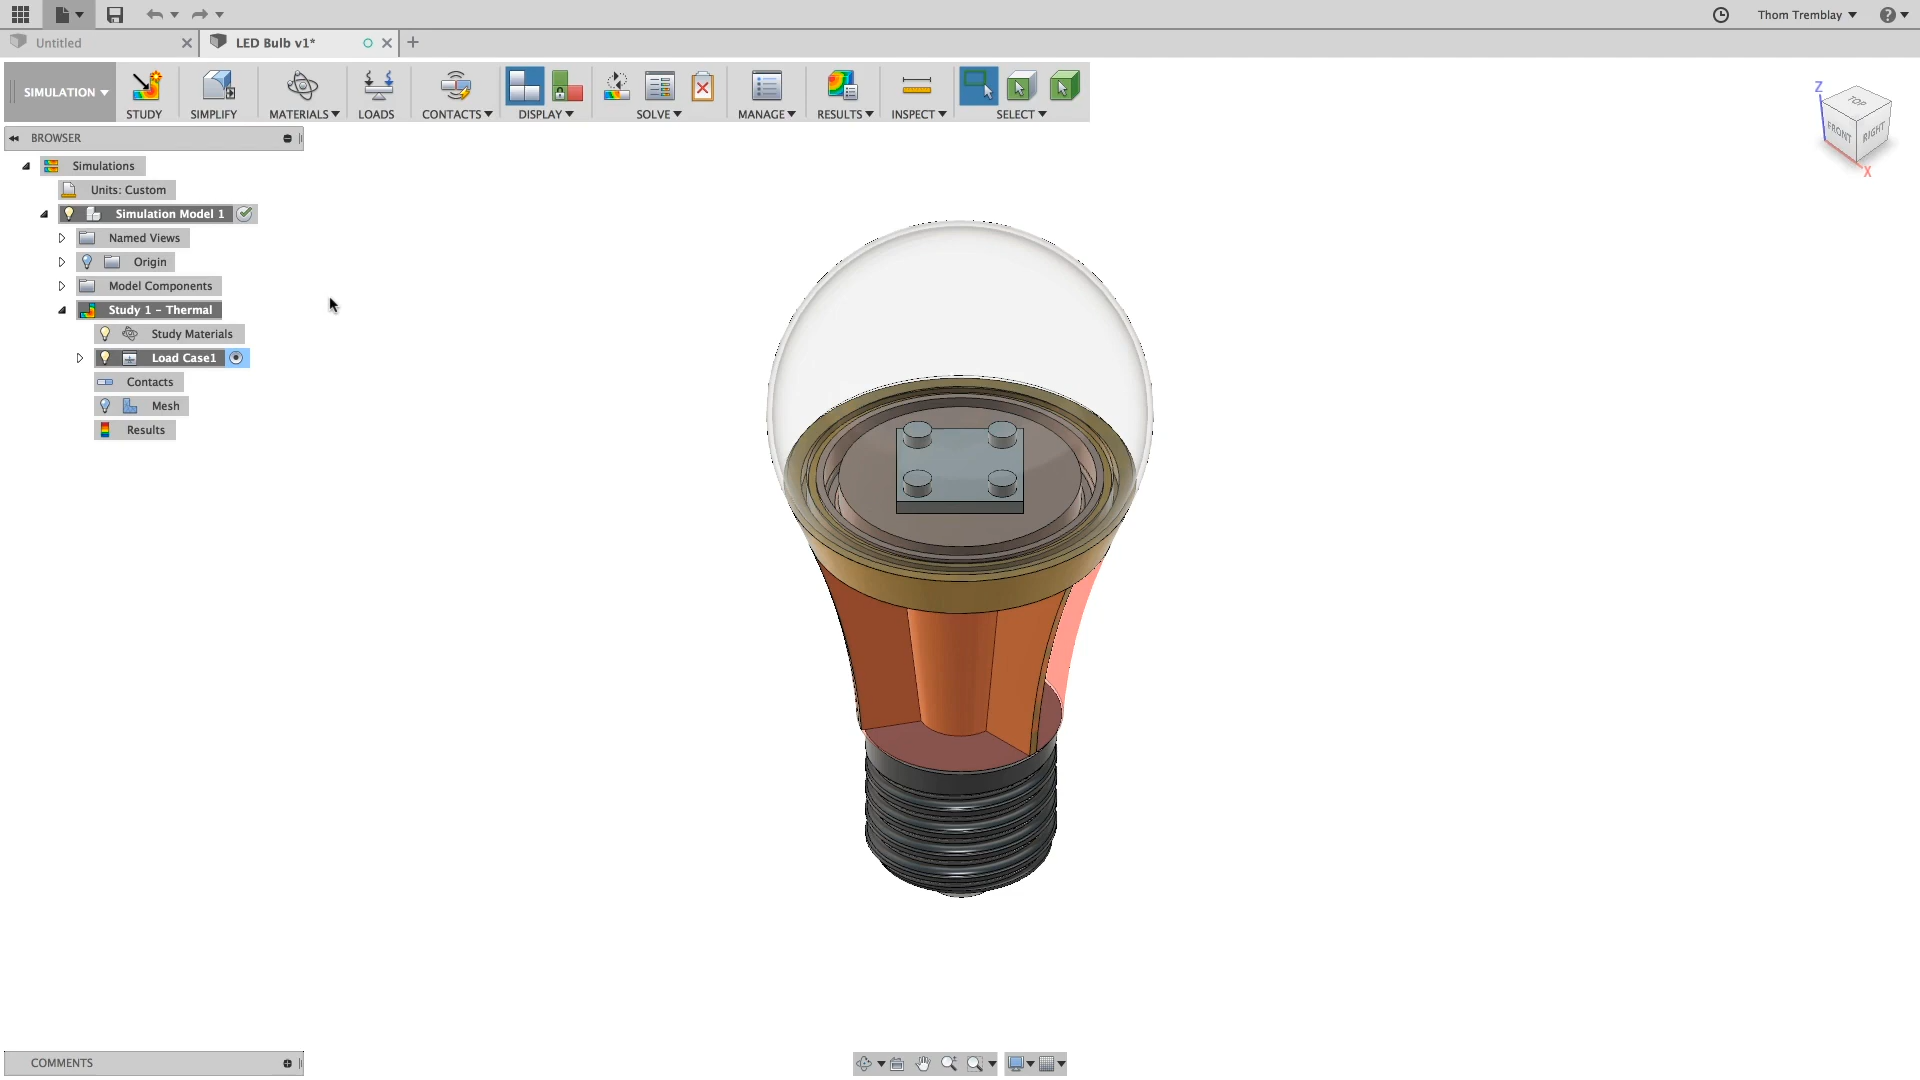 Thom Tremblay
Untitled
LED Bulb v1*
SIMULATION
STUDY
SIMPLIFY
MATERIALS
LOADS
CONTACTS
DISPLAY
SOLVE
MANAGE
RESULTS
INSPECT
SELECT
Z
TOP
FRONT
RIGHT
X
BROWSER
Simulations
Units: Custom
Simulation Model 1
Named Views
Origin
Model Components
Study 1 - Thermal
Study Materials
Load Case1
Contacts
Mesh
Results
COMMENTS